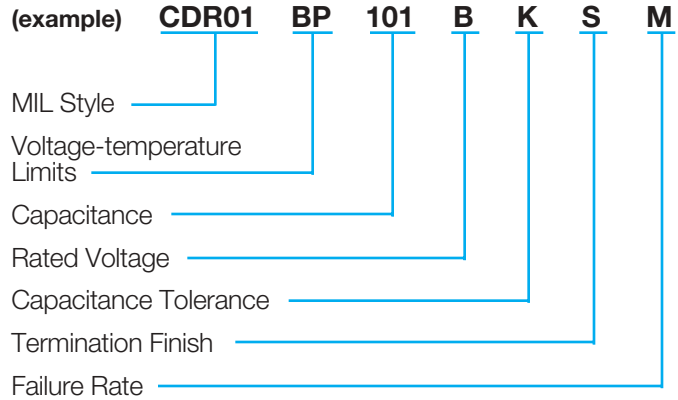 (example) CDR01 BP 101 B K S M
MIL Style
Voltage-temperature
Limits
Capacitance
Rated Voltage
Capacitance Tolerance
Termination Finish
Failure Rate